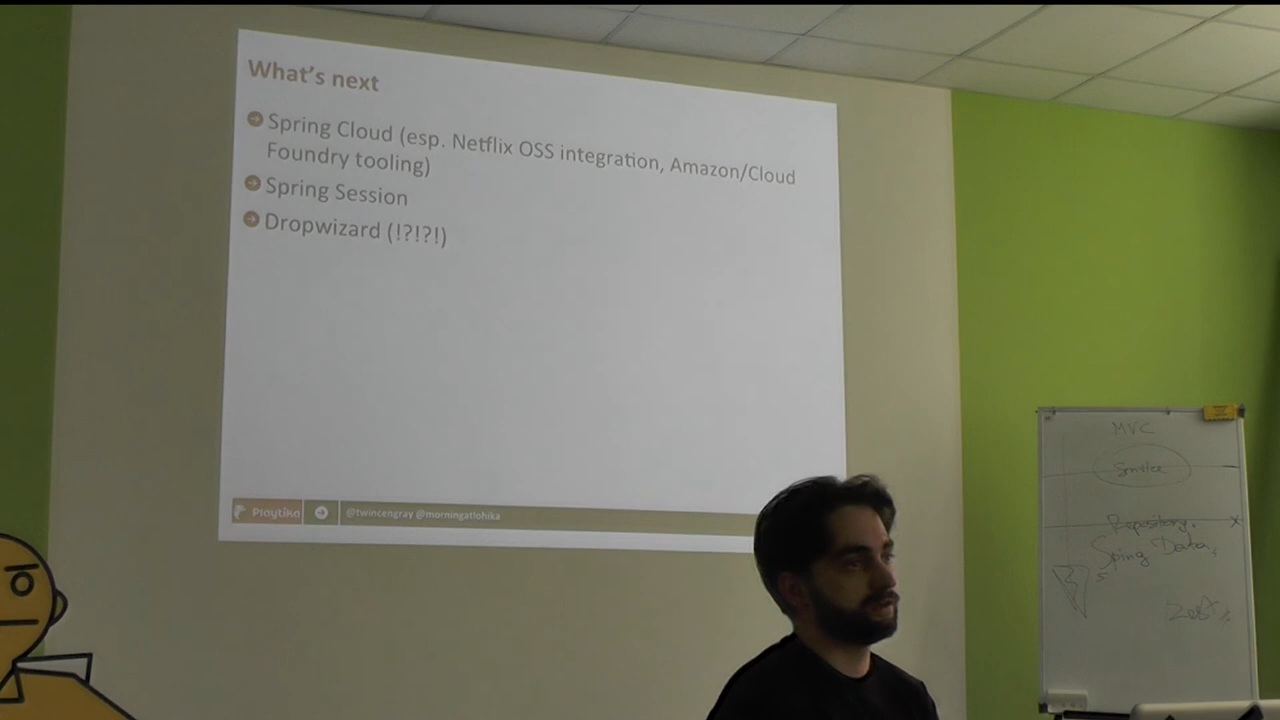 What's next
Spring Cloud (esp. Netflix OSS integration, Amazon/Cloud
Foundry tooling)
Spring Session
Dropwizard (!?!?!)
Playtika
@twincengray @morningatlohika
MVC
Service
Repository.
Spring Data,